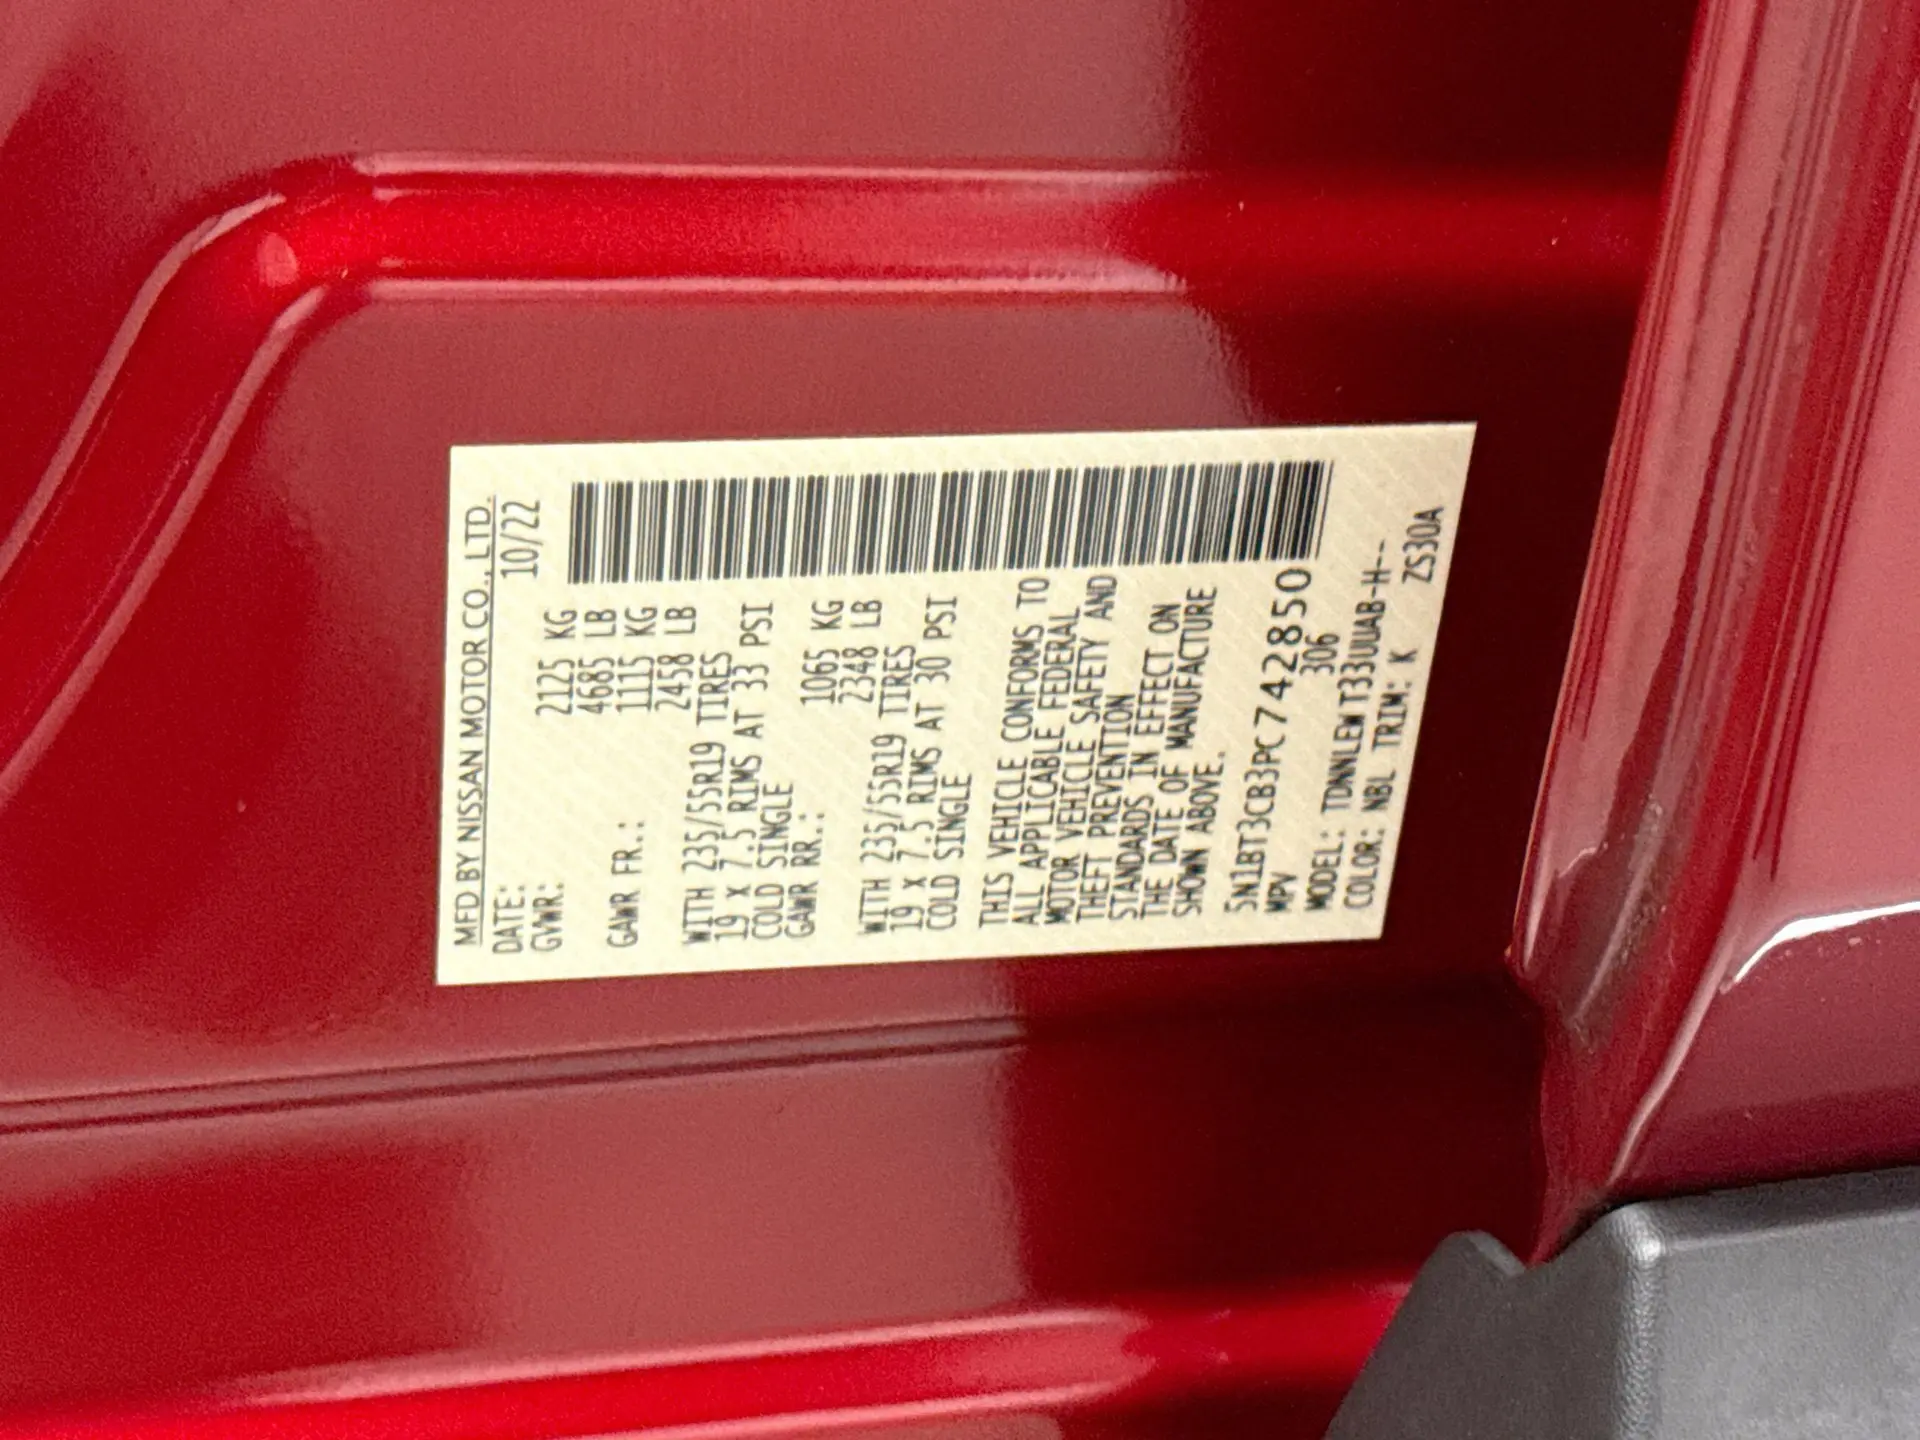 MFD BY NISSAN MOTOR CO., LTD.
DATE: 10/22
GVWR: 2125 KG
4685 LB
GAWR FR.: 1115 KG
2458 LB
WITH 235/55R19 TIRES
19 X 7.5 RIMS AT 33 PSI
COLD SINGLE
GAWR RR.: 1065 KG
2348 LB
WITH 235/55R19 TIRES
19 X 7.5 RIMS AT 30 PSI
COLD SINGLE
THIS VEHICLE CONFORMS TO
ALL APPLICABLE FEDERAL
MOTOR VEHICLE SAFETY AND
THEFT PREVENTION
STANDARDS IN EFFECT ON
THE DATE OF MANUFACTURE
SHOWN ABOVE.
5N1BT3CB3PC742850
MPV 306
MODEL: TDNNLEWT33UUAB-H--
COLOR: NBL TRIM: K ZS30A